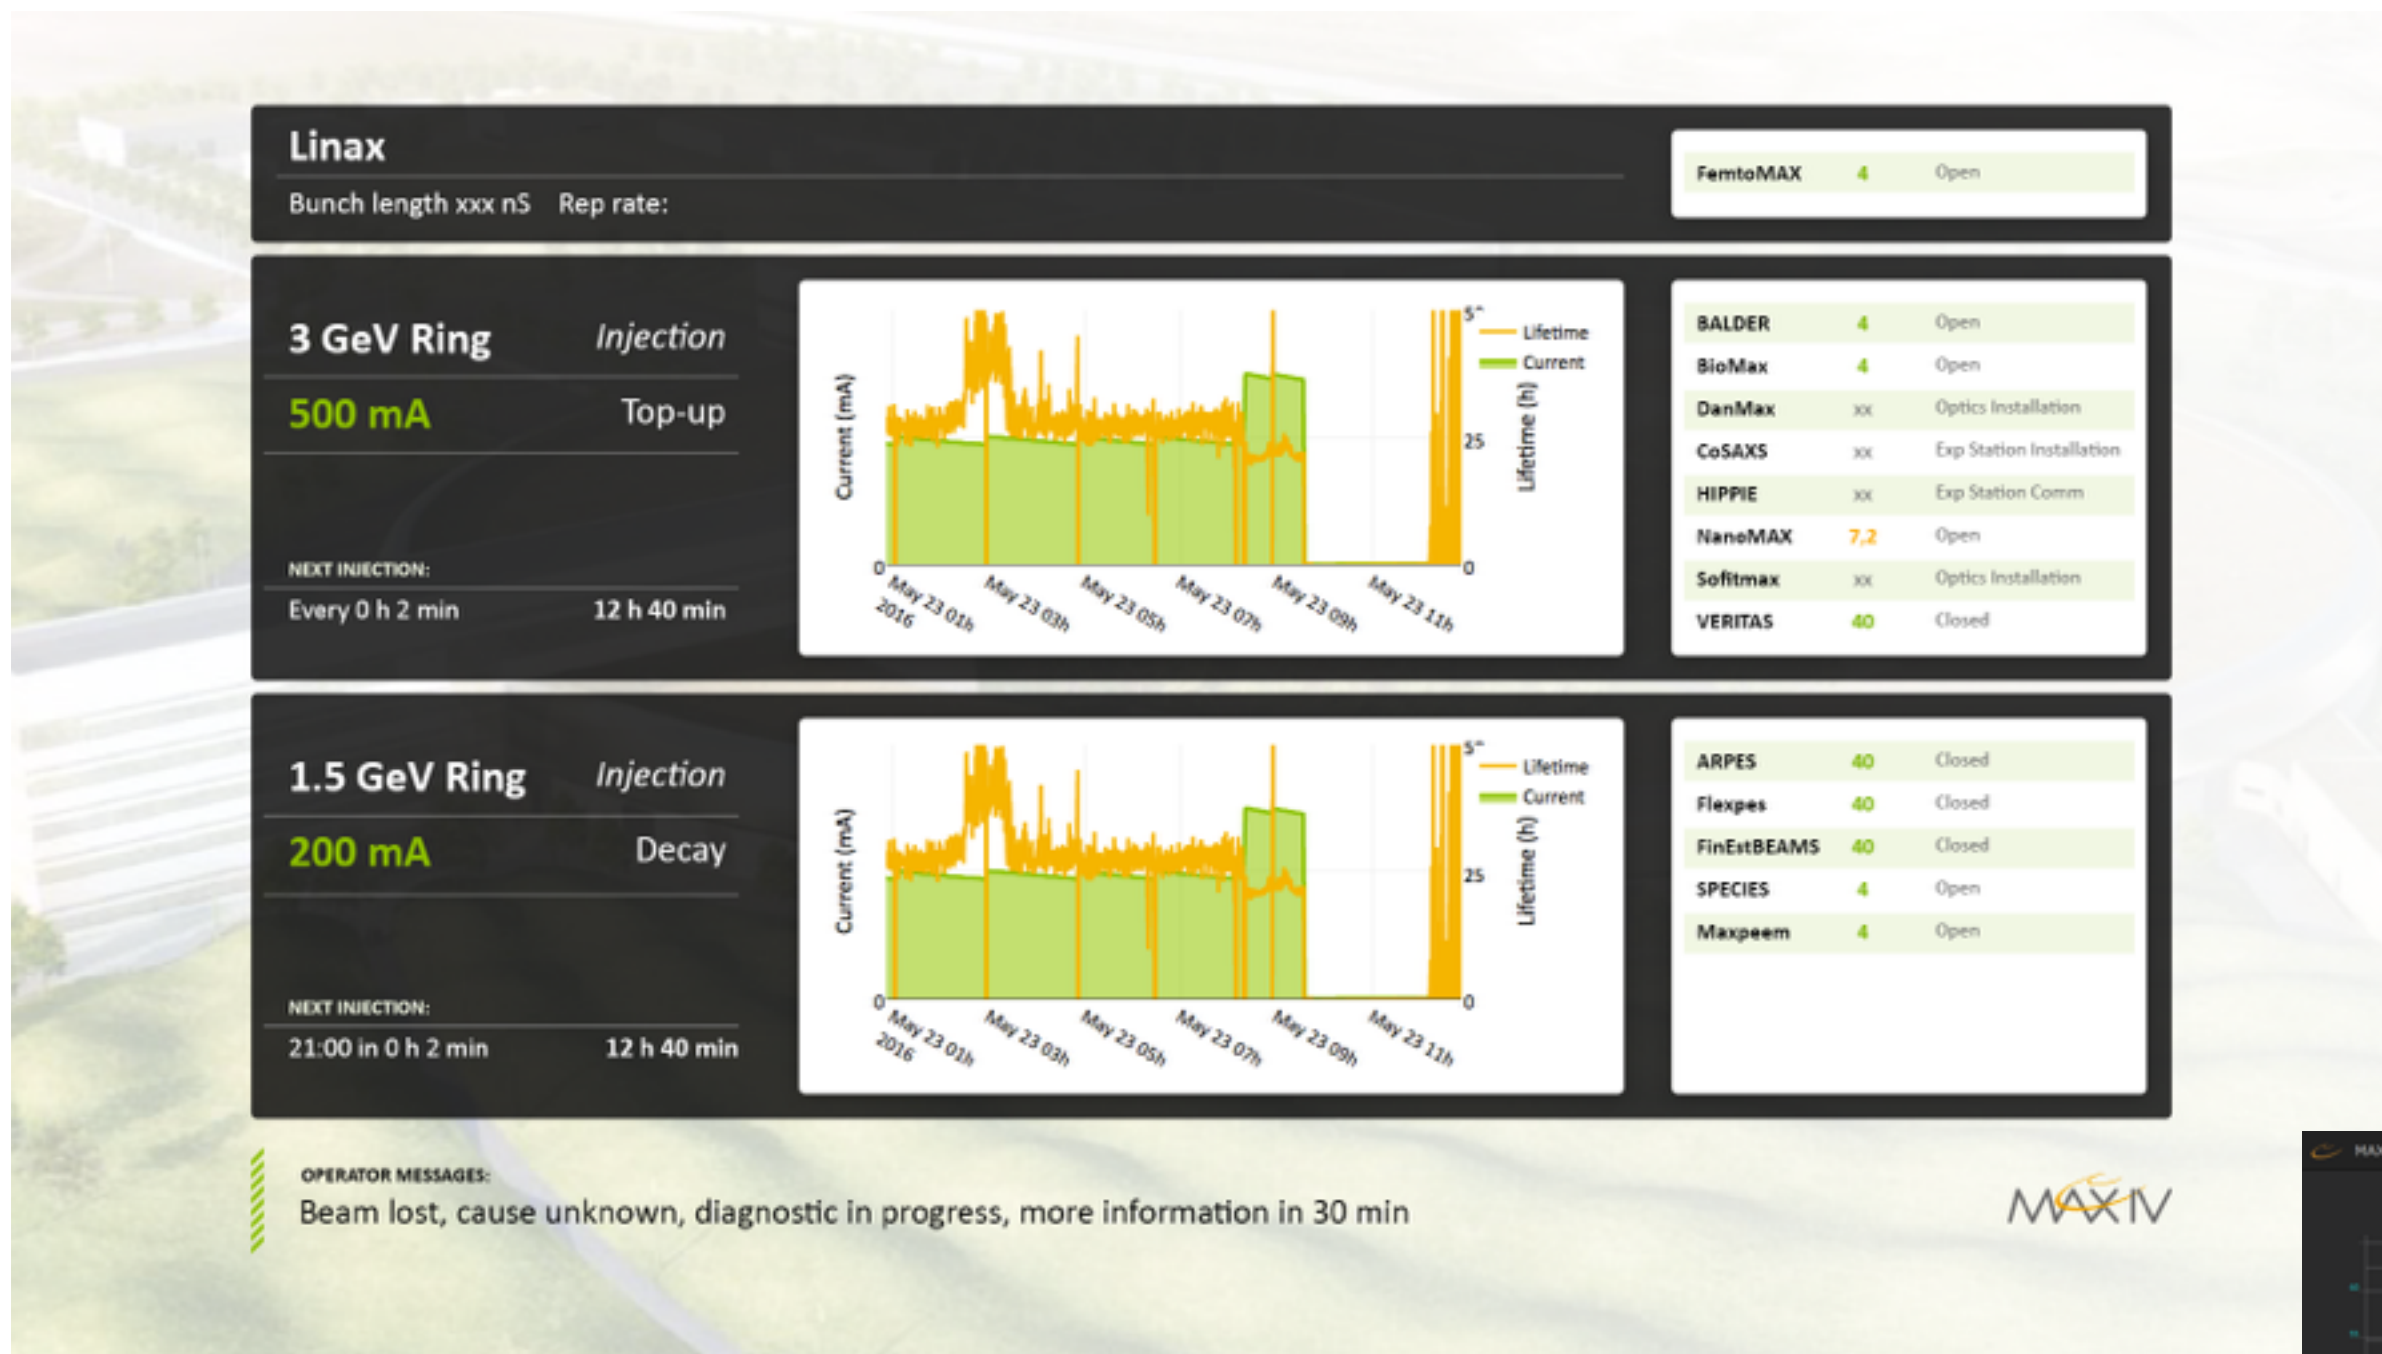 Linax
Bunch length xxx nS Rep rate:
FemtoMAX 4 Open
3 GeV Ring Injection
500 mA Top-up
NEXT INJECTION:
Every 0 h 2 min 12 h 40 min
Current (mA)
0
May 23 01h
2016
May 23 03h
May 23 05h
May 23 07h
May 23 09h
May 23 11h
25
0
Lifetime (h)
Lifetime
Current
BALDER 4 Open
BioMax 4 Open
DanMax xx Optics Installation
CoSAXS xx Exp Station Installation
HIPPIE xx Exp Station Comm
NanoMAX 7,2 Open
Sofitmax xx Optics Installation
VERITAS 40 Closed
1.5 GeV Ring Injection
200 mA Decay
NEXT INJECTION:
21:00 in 0 h 2 min 12 h 40 min
Current (mA)
0
May 23 01h
2016
May 23 03h
May 23 05h
May 23 07h
May 23 09h
May 23 11h
25
0
Lifetime (h)
Lifetime
Current
ARPES 40 Closed
Flexpes 40 Closed
FinEstBEAMS 40 Closed
SPECIES 4 Open
Maxpeem 4 Open
OPERATOR MESSAGES:
Beam lost, cause unknown, diagnostic in progress, more information in 30 min
MAXIV